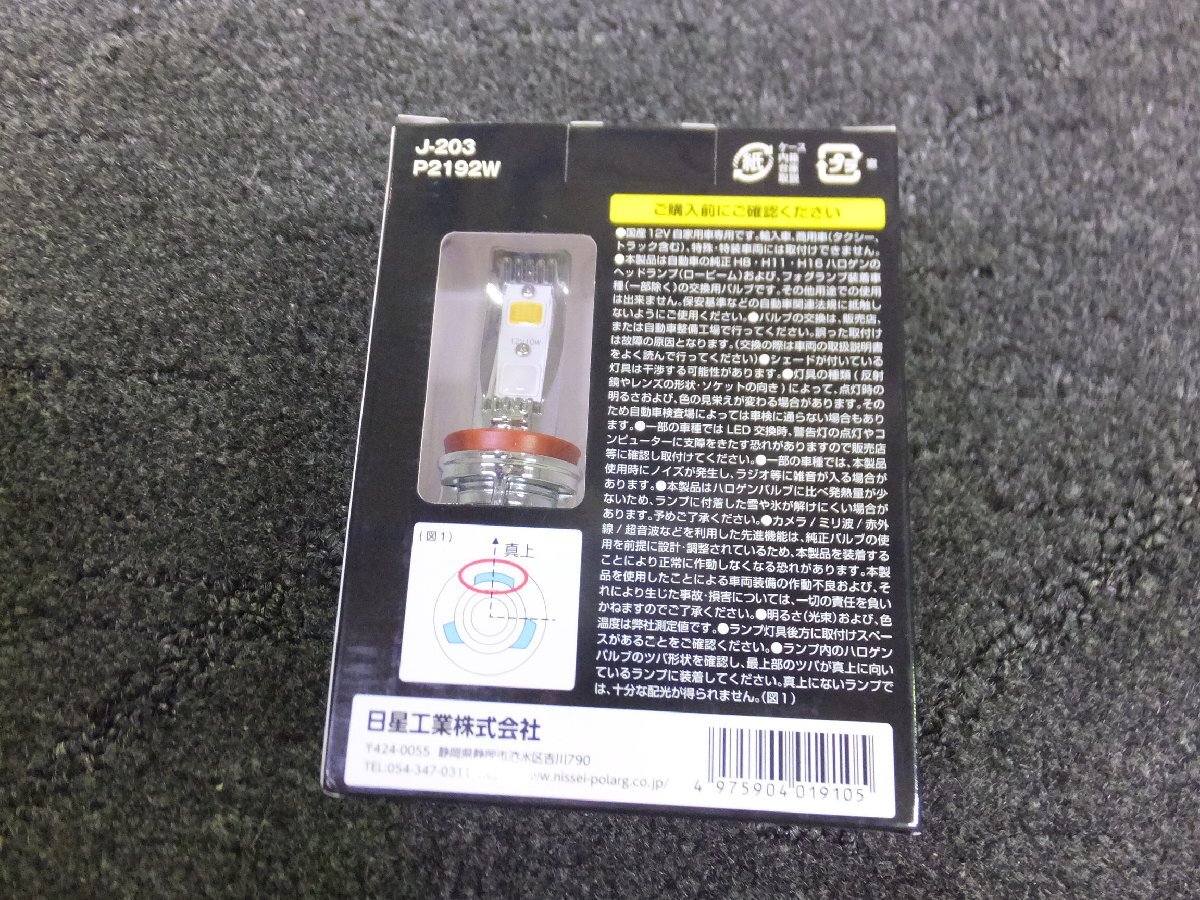 J-203
P2192W
紙
プラ
ご購入前にご確認ください
●国産12V自家用車専用です。輸入車、商用車(タクシー、
トラック含む)、特殊・特装車両には取付けできません。
●本製品は自動車の純正H8・H11・H16ハロゲンの
ヘッドランプ(ロービーム)および、フォグランプ装着車
種(一部除く)の交換用バルブです。その他用途での使用
は出来ません。保安基準などの自動車関連法規に抵触し
ないようにご使用ください。●バルブの交換は、販売店、
または自動車整備工場で行ってください。誤った取付け
は故障の原因となります。(交換の際は車両の取扱説明書
をよく読んで行ってください)●シェードが付いている
灯具は干渉する可能性があります。●灯具の種類(反射
鏡やレンズの形状・ソケットの向き)によって、点灯時の
明るさおよび、色の見栄えが変わる場合があります。その
ため自動車検査場によっては車検に通らない場合もあり
ます。●一部の車種ではLED交換時、警告灯の点灯やコ
ンピューターに支障をきたす恐れがありますので販売店
等に確認し取付けてください。●一部の車種では、本製品
使用時にノイズが発生し、ラジオ等に雑音が入る場合が
あります。●本製品はハロゲンバルブに比べ発熱量が少
ないため、ランプに付着した雪や氷が解けにくい場合が
あります。予めご了承ください。●カメラ/ミリ波/赤外
線/超音波などを利用した先進機能は、純正バルブの使
用を前提に設計・調整されているため、本製品を装着する
ことにより正常に作動しなくなる恐れがあります。本製
品を使用したことによる車両装備の作動不良および、そ
れにより生じた事故・損害については、一切の責任を負い
かねますのでご了承ください。●明るさ(光束)および、色
温度は弊社測定値です。●ランプ灯具後方に取付けスペー
スがあることをご確認ください。●ランプ内のハロゲン
バルブのツバ形状を確認し、最上部のツバが真上に向い
ているランプに装着してください。真上にないランプで
は、十分な配光が得られません。(図1)
12V10W
(図1)
真上
日星工業株式会社
〒424-0055 静岡県静岡市清水区吉川790
TEL:054-347-0311 www.nissei-polarg.co.jp/
4 975904 019105